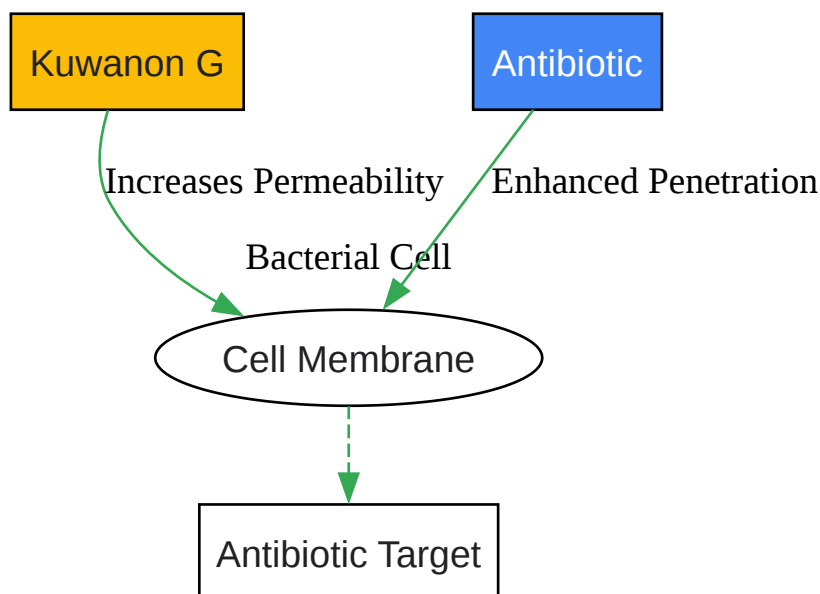 Kuwanon G
Antibiotic
Increases Permeability
Enhanced Penetration
Bacterial Cell
Cell Membrane
Antibiotic Target